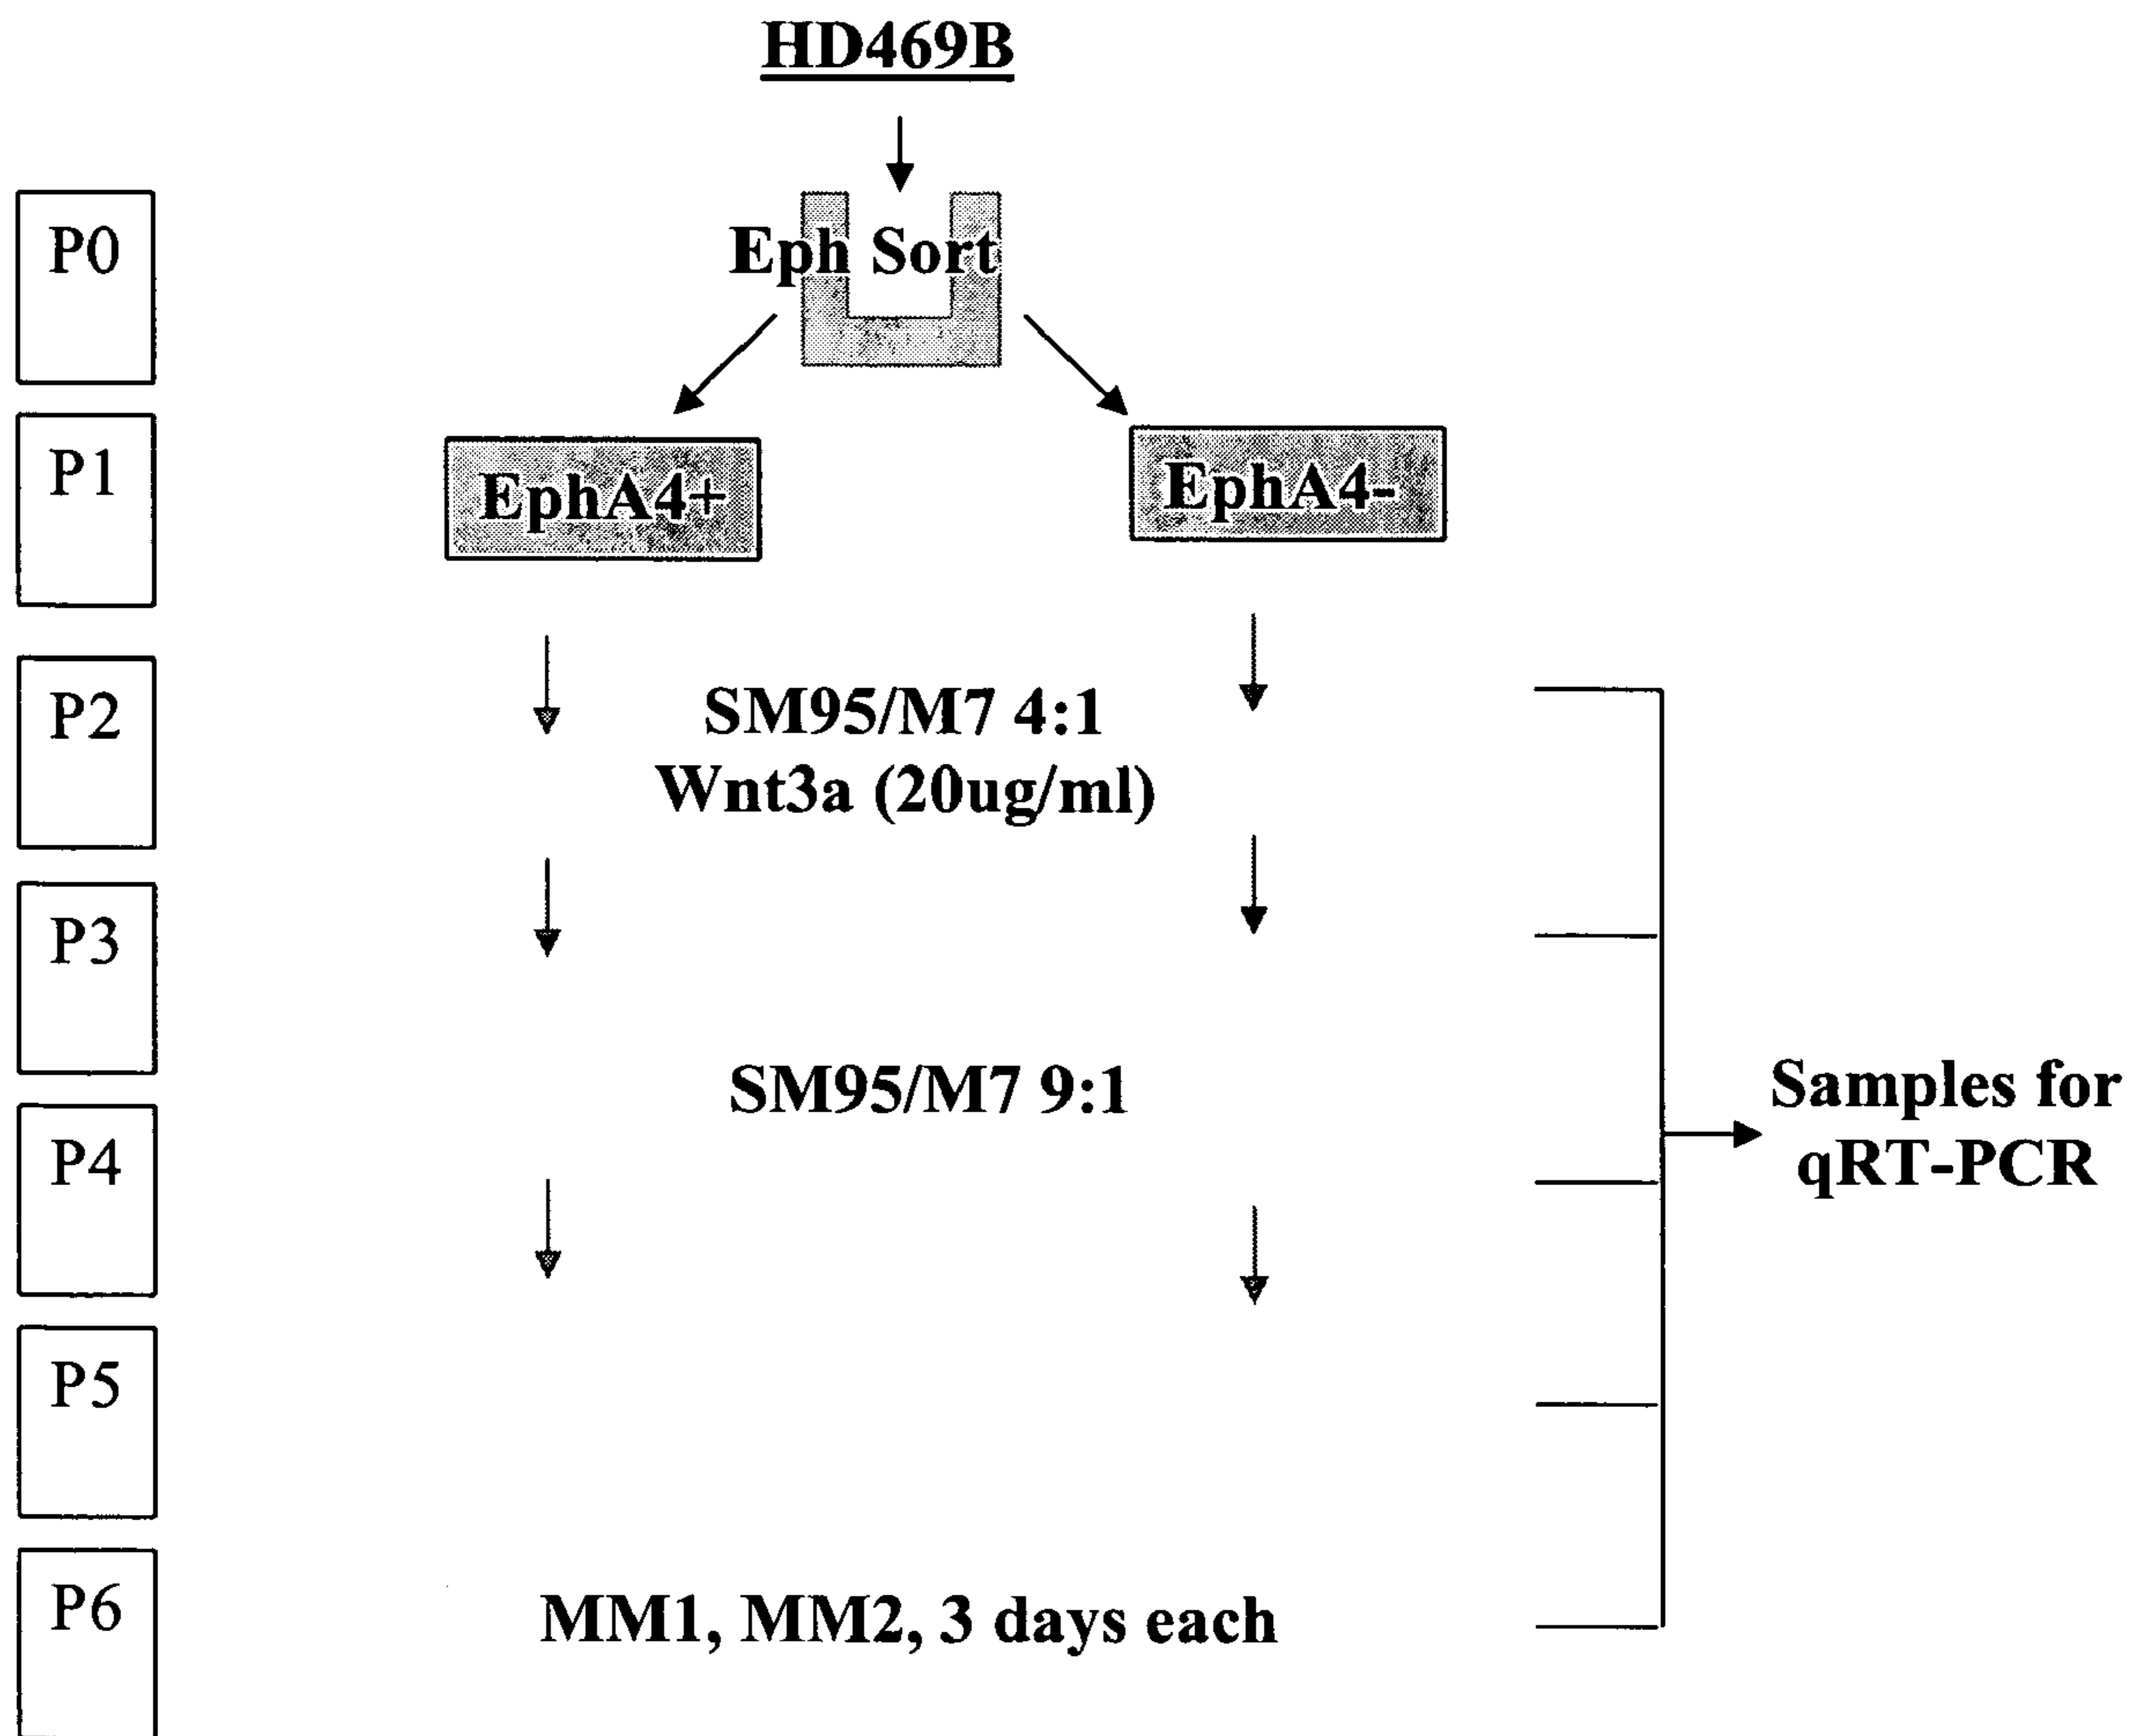 HD469B
P0
Eph Sort
P1
EphA4+
EphA4-
P2
SM95/M7 4:1
Wnt3a (20ug/ml)
P3
SM95/M7 9:1
Samples for
qRT-PCR
P4
P5
P6
MM1, MM2, 3 days each